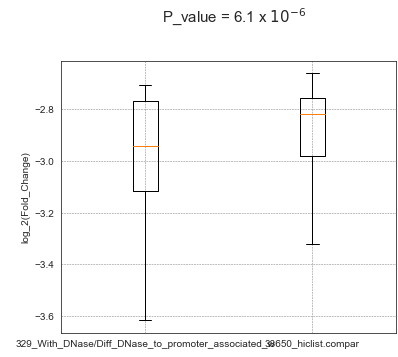 P_value = 6.1 x 10⁻⁶
log_2(Fold_Change)
−2.8
−3.0
−3.2
−3.4
−3.6
329_With_DNase/Diff_DNase_to_promoter_associated_
650_hiclist.compar